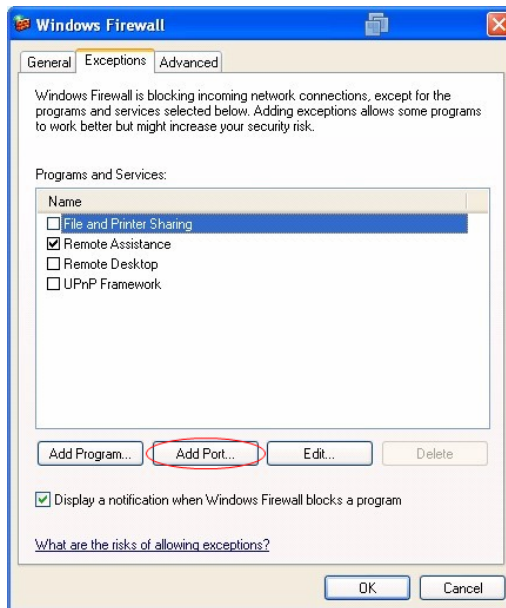 Windows Firewall
General Exceptions Advanced
Windows Firewall is blocking incoming network connections, except for the
programs and services selected below. Adding exceptions allows some programs
to work better but might increase your security risk.
Programs and Services:
Name
File and Printer Sharing
Remote Assistance
Remote Desktop
UPnP Framework
Add Program... Add Port... Edit... Delete
Display a notification when Windows Firewall blocks a program
What are the risks of allowing exceptions?
OK Cancel